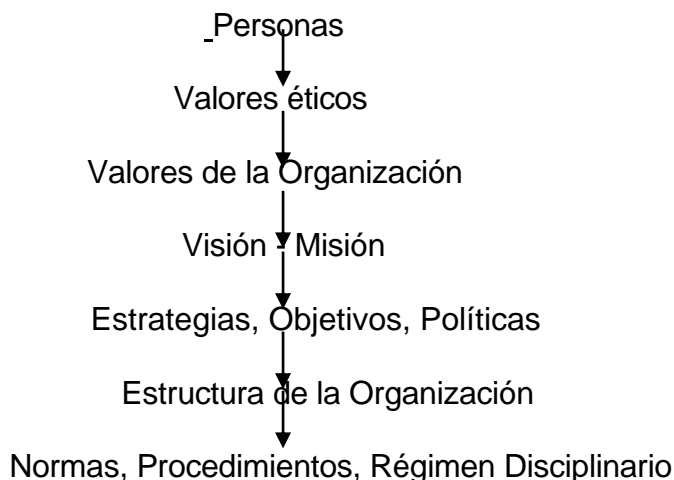 _Personas
Valores éticos
Valores de la Organización
Visión - Misión
Estrategias, Objetivos, Políticas
Estructura de la Organización
Normas, Procedimientos, Régimen Disciplinario